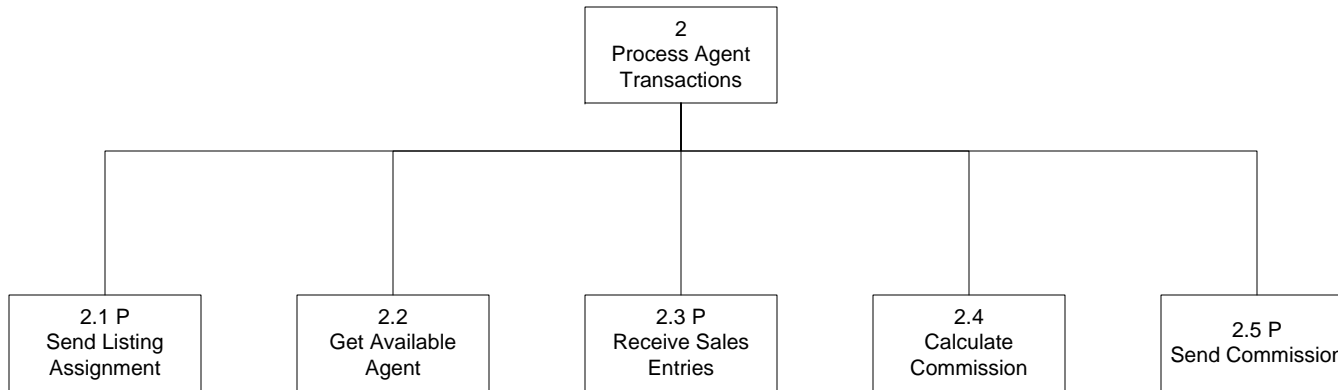 2
Process Agent
Transactions
2.1 P
Send Listing
Assignment
2.2
Get Available
Agent
2.3 P
Receive Sales
Entries
2.4
Calculate
Commission
2.5 P
Send Commission